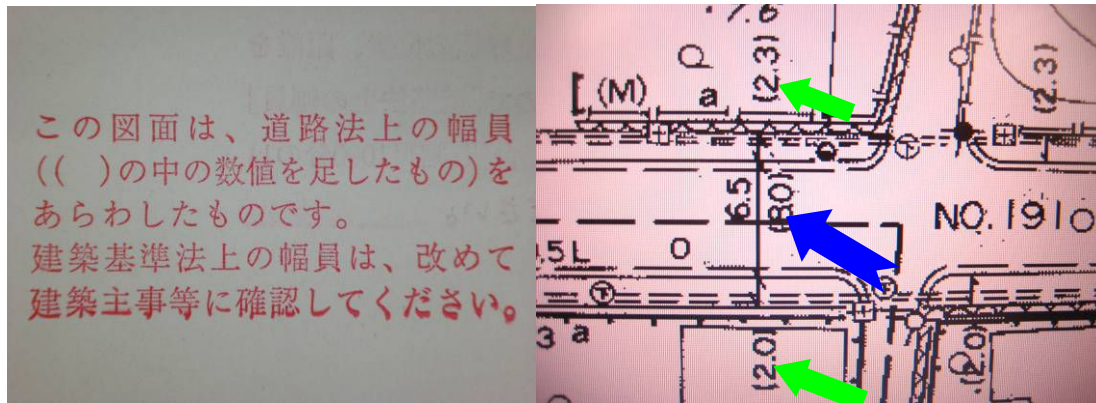 この図面は、道路法上の幅員
(( )の中の数値を足したもの)を
あらわしたものです。
建築基準法上の幅員は、改めて
建築主事等に確認してください。
(M)
a
(2.3)
(2.3)
6.5
(8.0)
NO. 1910
.5L
0
3 a
(2.0)
(2.0)